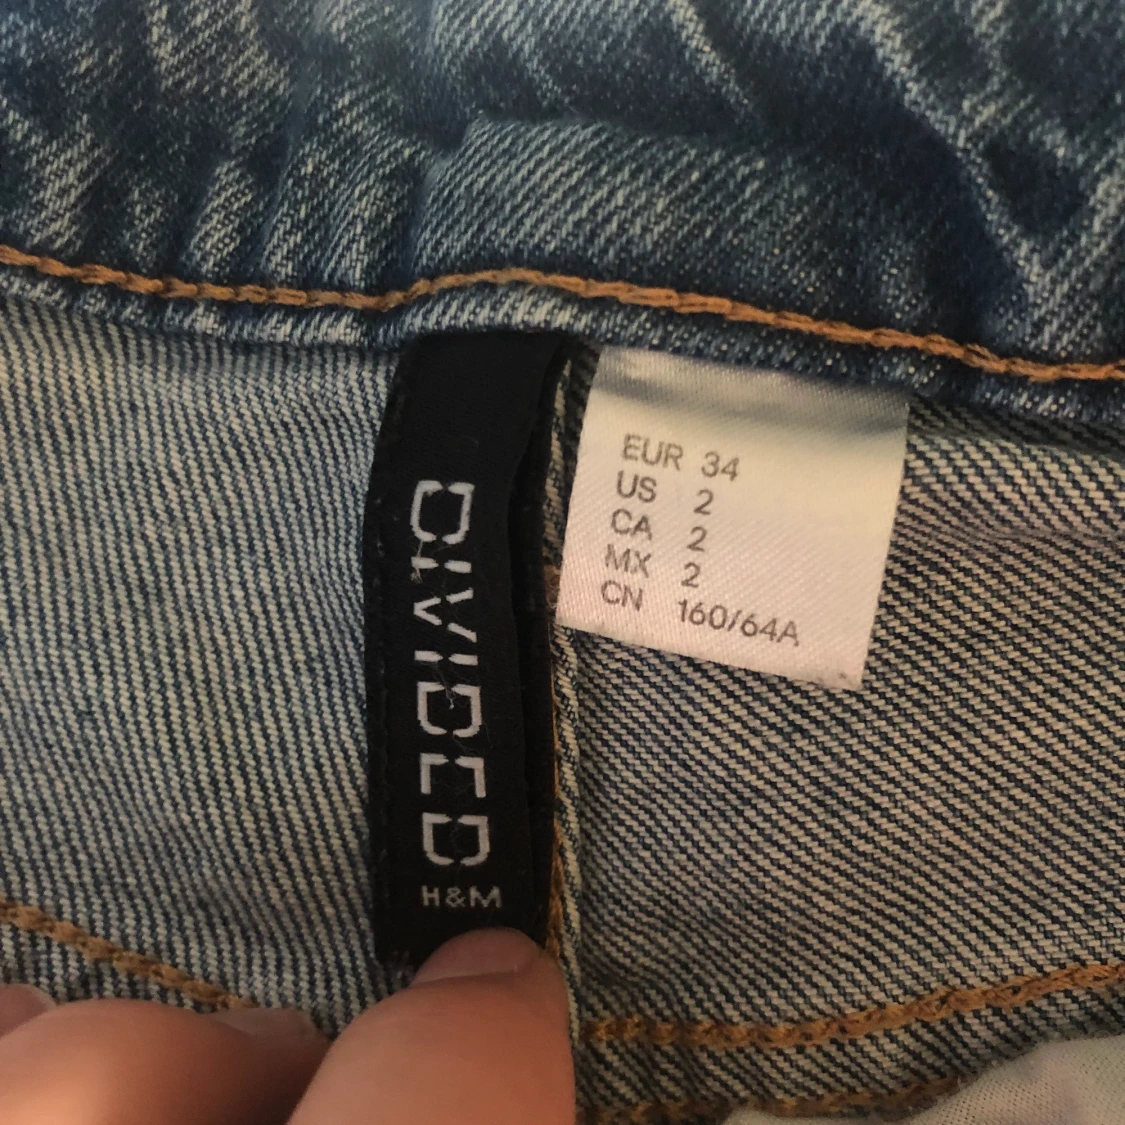 DIVIDED
H&M
EUR 34
US 2
CA 2
MX 2
CN 160/64A